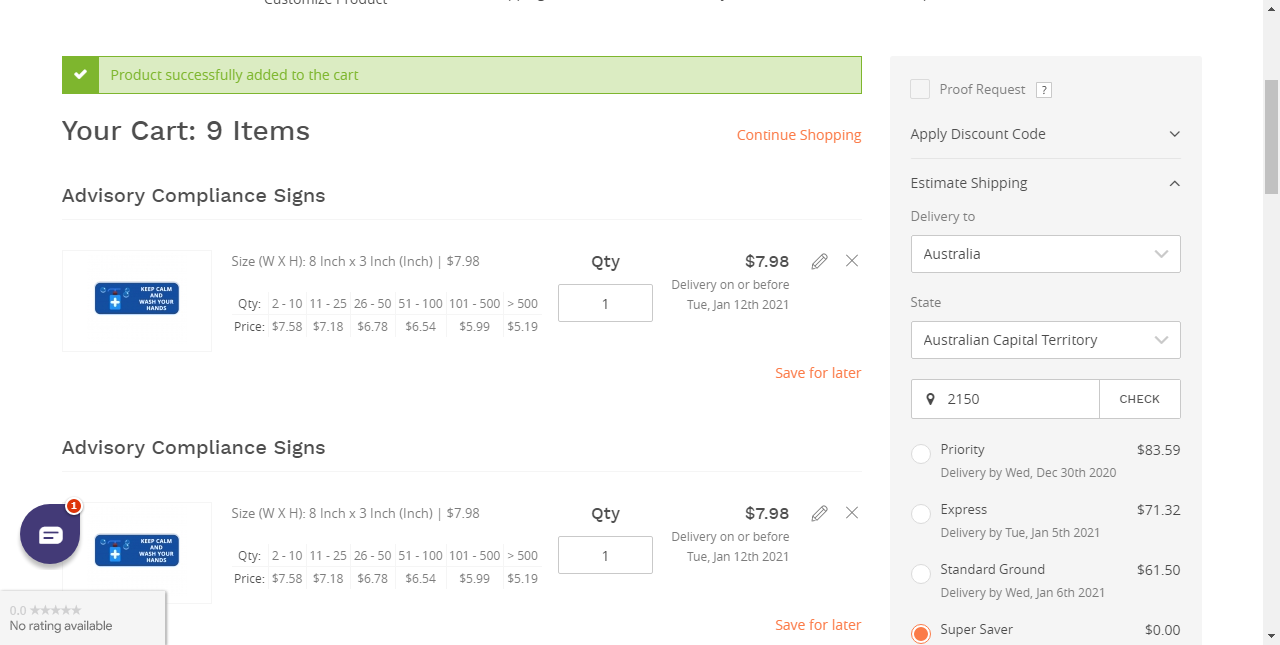 Customize Product
Product successfully added to the cart
Your Cart: 9 Items
Continue Shopping
Advisory Compliance Signs
KEEP CALM
AND
WASH YOUR
HANDS
Size (W X H): 8 Inch x 3 Inch (Inch) | $7.98
Qty: 2 - 10 11 - 25 26 - 50 51 - 100 101 - 500 > 500
Price: $7.58 $7.18 $6.78 $6.54 $5.99 $5.19
Qty
1
$7.98
Delivery on or before
Tue, Jan 12th 2021
Save for later
Advisory Compliance Signs
KEEP CALM
AND
WASH YOUR
HANDS
Size (W X H): 8 Inch x 3 Inch (Inch) | $7.98
Qty: 2 - 10 11 - 25 26 - 50 51 - 100 101 - 500 > 500
Price: $7.58 $7.18 $6.78 $6.54 $5.99 $5.19
Qty
1
$7.98
Delivery on or before
Tue, Jan 12th 2021
Save for later
1
0.0
No rating available
Proof Request ?
Apply Discount Code
Estimate Shipping
Delivery to
Australia
State
Australian Capital Territory
2150 CHECK
Priority $83.59
Delivery by Wed, Dec 30th 2020
Express $71.32
Delivery by Tue, Jan 5th 2021
Standard Ground $61.50
Delivery by Wed, Jan 6th 2021
Super Saver $0.00